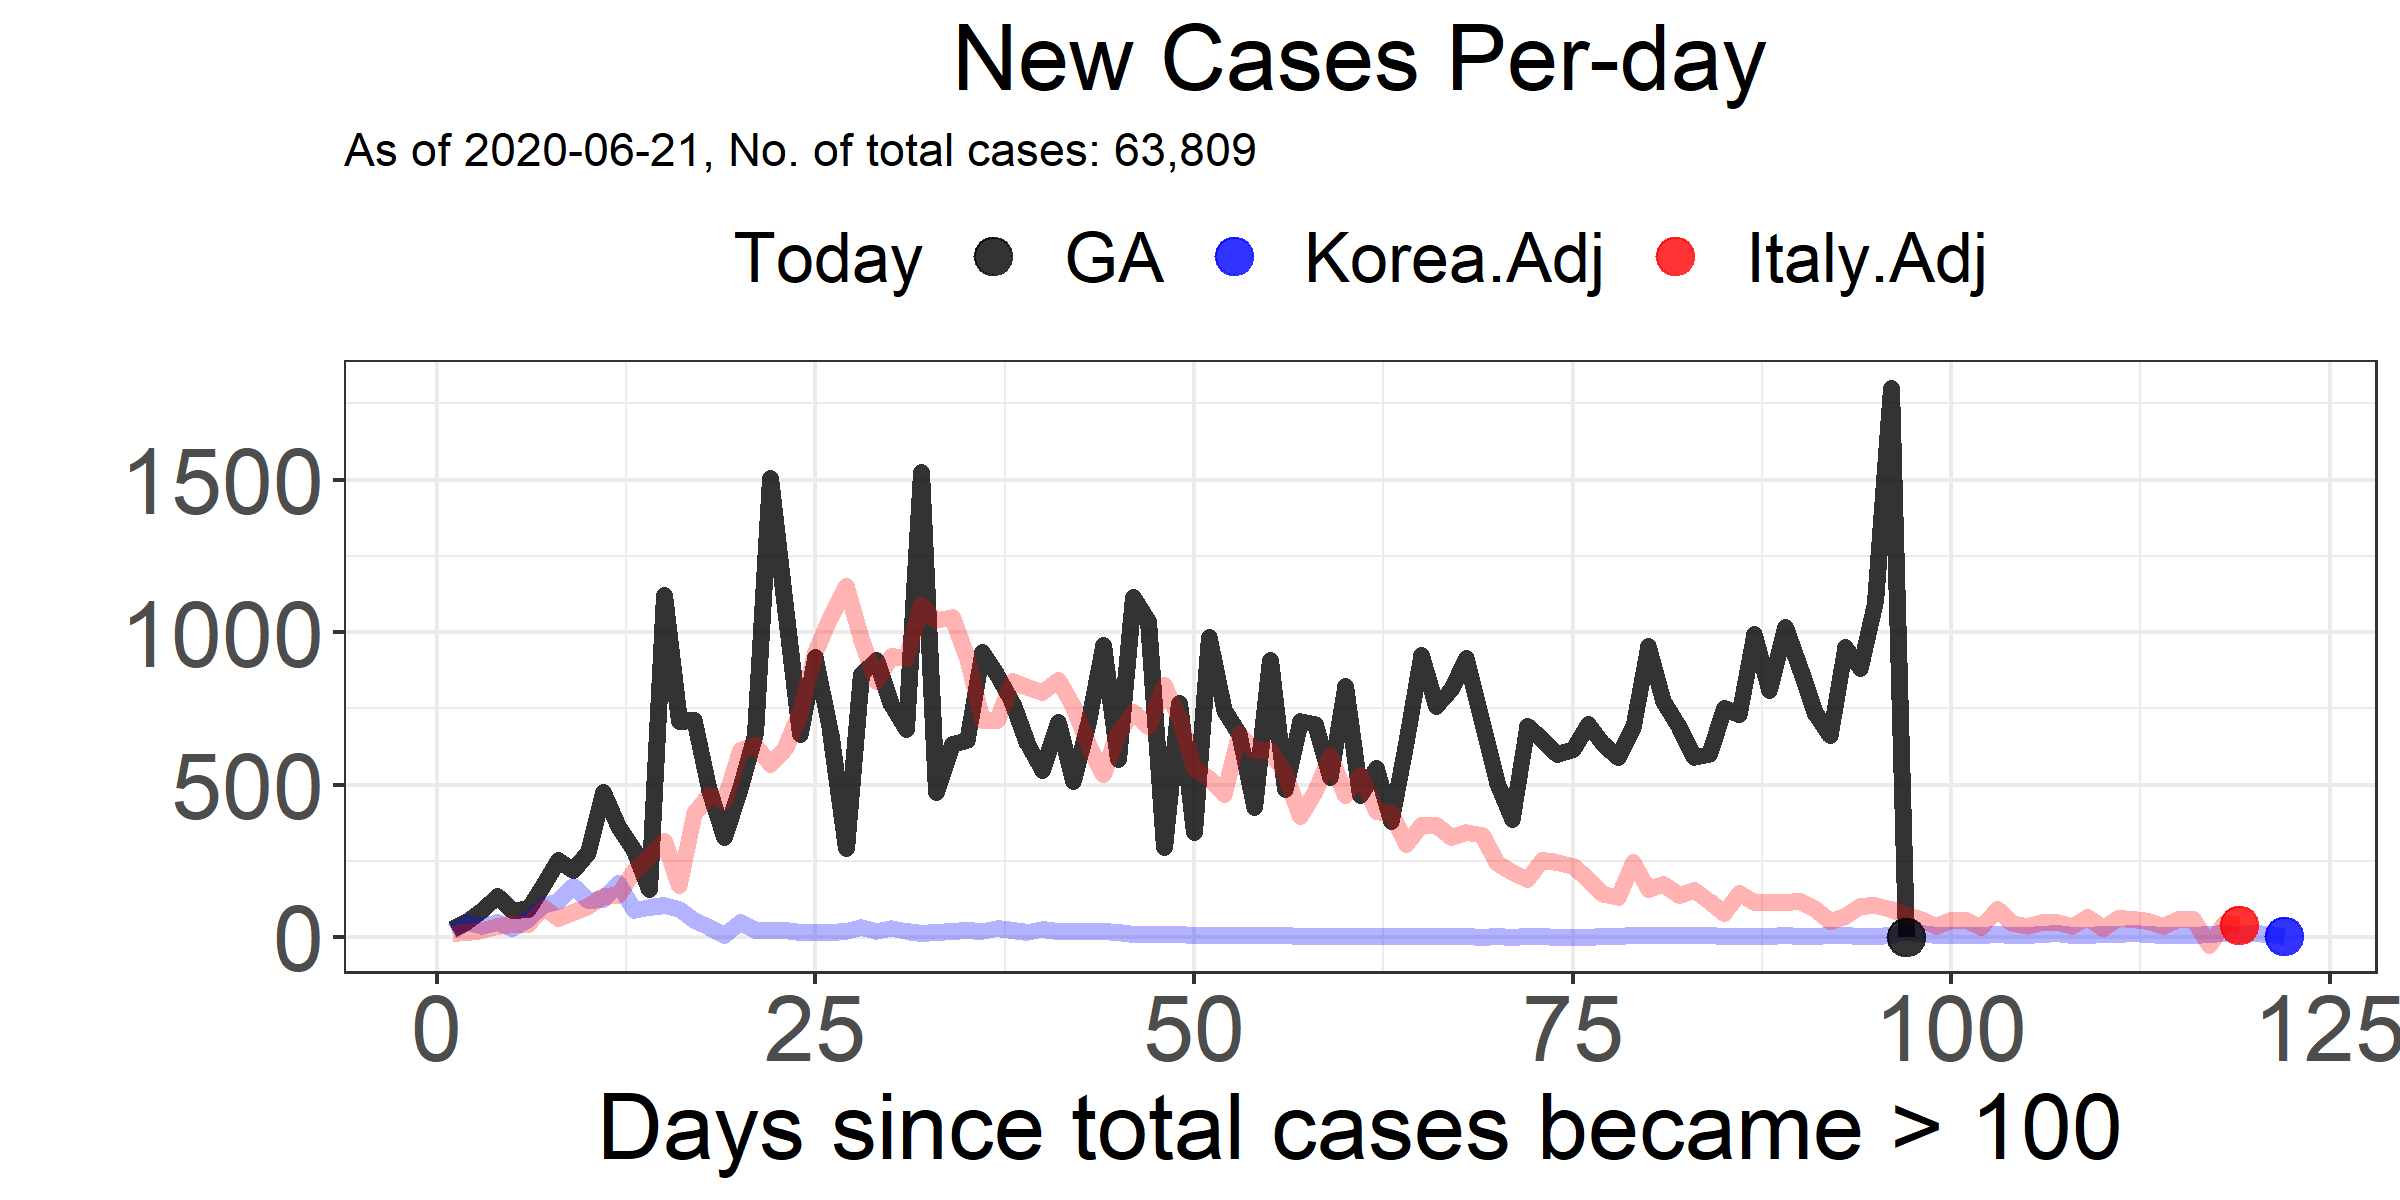 New Cases Per-day
As of 2020-06-21, No. of total cases: 63,809
Today GA Korea.Adj Italy.Adj
1500
1000
500
0
0 25 50 75 100 125
Days since total cases became > 100